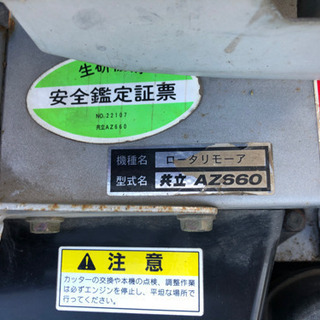 安全鑑定証票
NO.22107
共立AZ660
機種名 ロータリモーア
型式名 共立 AZ660
注意
カッターの交換や本機の点検、調整作業
は必ずエンジンを停止し、平坦な場所で
行ってください。